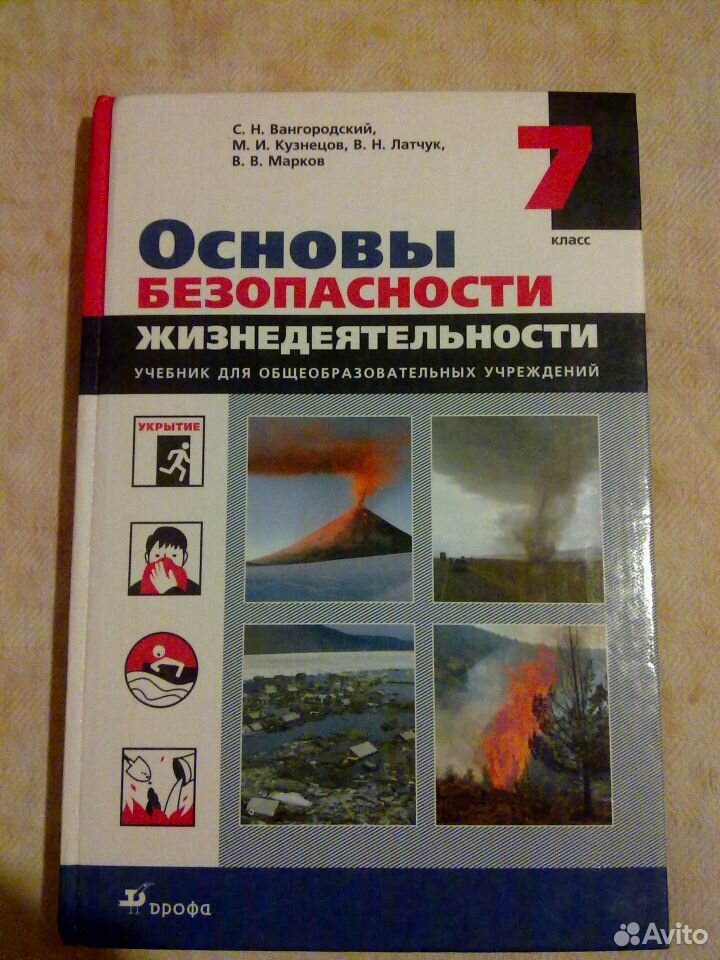 С. Н. Вангородский,
М. И. Кузнецов, В. Н. Латчук,
В. В. Марков
7
класс
Основы
БЕЗОПАСНОСТИ
ЖИЗНЕДЕЯТЕЛЬНОСТИ
УЧЕБНИК ДЛЯ ОБЩЕОБРАЗОВАТЕЛЬНЫХ УЧРЕЖДЕНИЙ
УКРЫТИЕ
дрофа
Avito